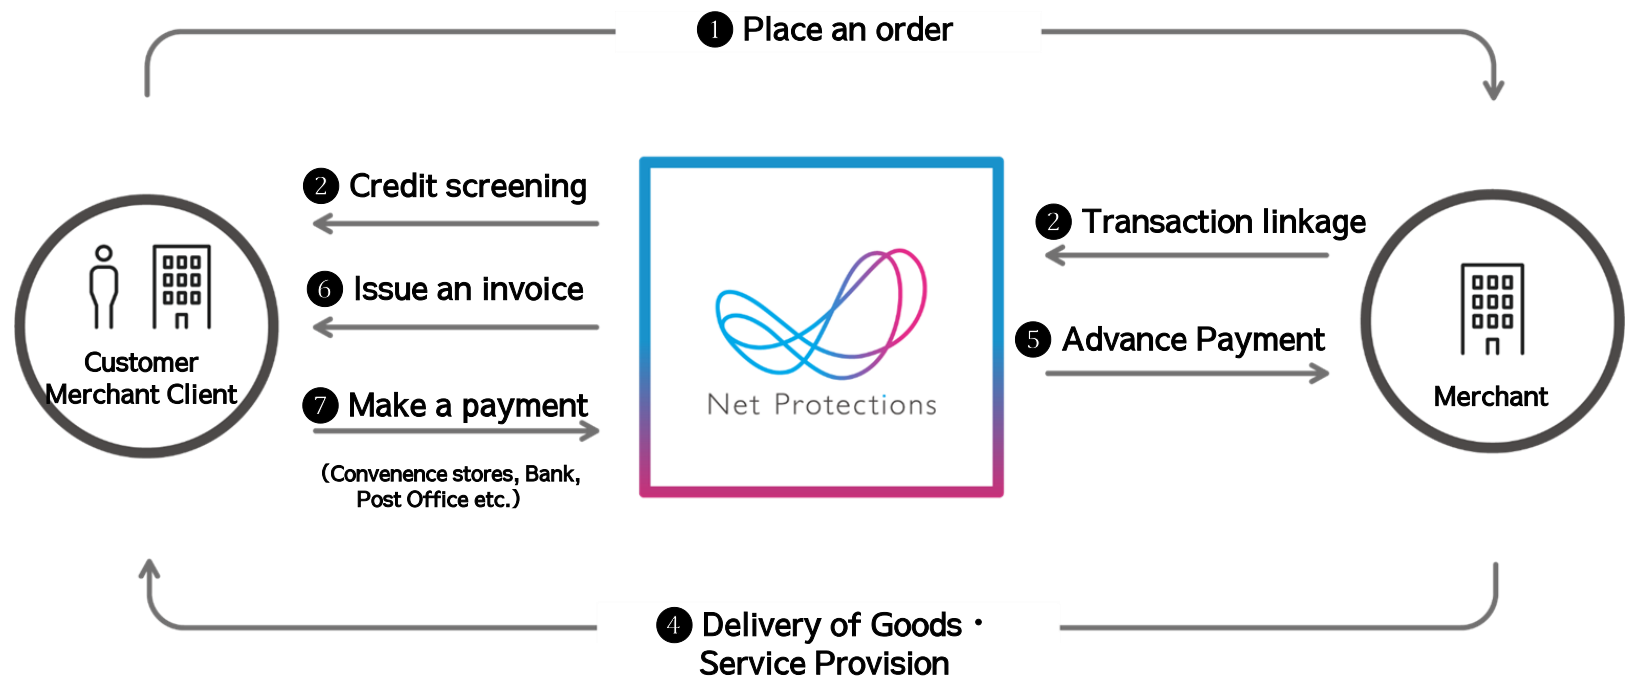 ❶ Place an order
❷ Credit screening
❻ Issue an invoice
❼ Make a payment
(Convenence stores, Bank,
Post Office etc.)
Customer
Merchant Client
Net Protections
❷ Transaction linkage
❺ Advance Payment
Merchant
❹ Delivery of Goods・
Service Provision